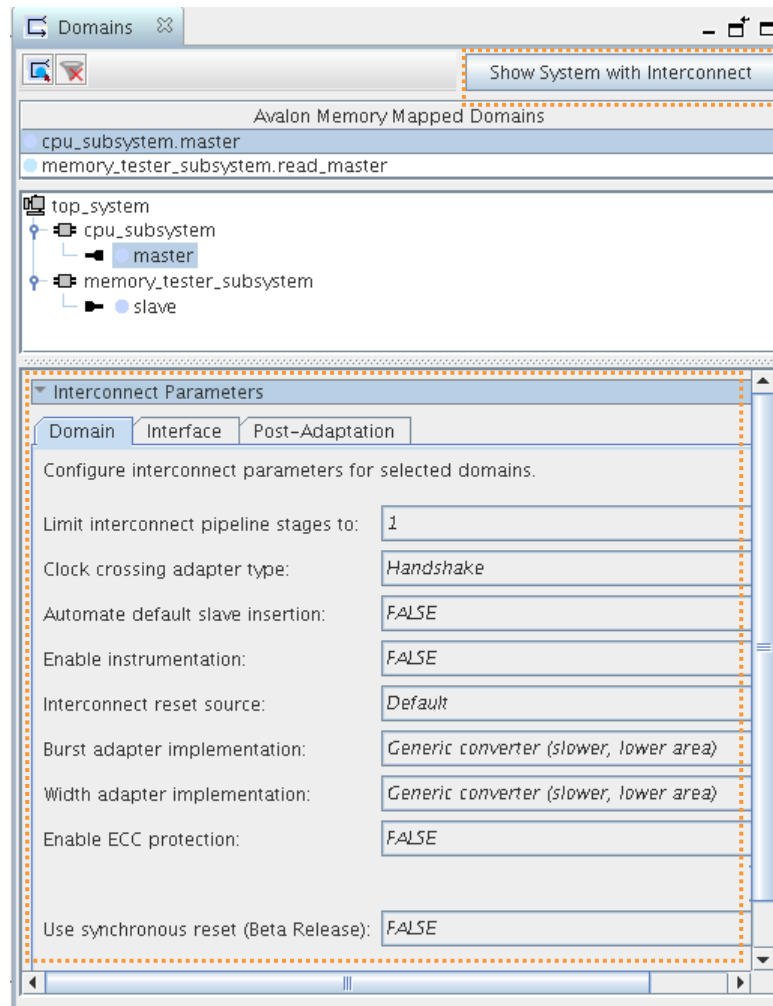 Domains
Show System with Interconnect
Avalon Memory Mapped Domains
cpu_subsystem.master
memory_tester_subsystem.read_master
top_system
cpu_subsystem
master
memory_tester_subsystem
slave
Interconnect Parameters
Domain Interface Post-Adaptation
Configure interconnect parameters for selected domains.
Limit interconnect pipeline stages to: 1
Clock crossing adapter type: Handshake
Automate default slave insertion: FALSE
Enable instrumentation: FALSE
Interconnect reset source: Default
Burst adapter implementation: Generic converter (slower, lower area)
Width adapter implementation: Generic converter (slower, lower area)
Enable ECC protection: FALSE
Use synchronous reset (Beta Release): FALSE